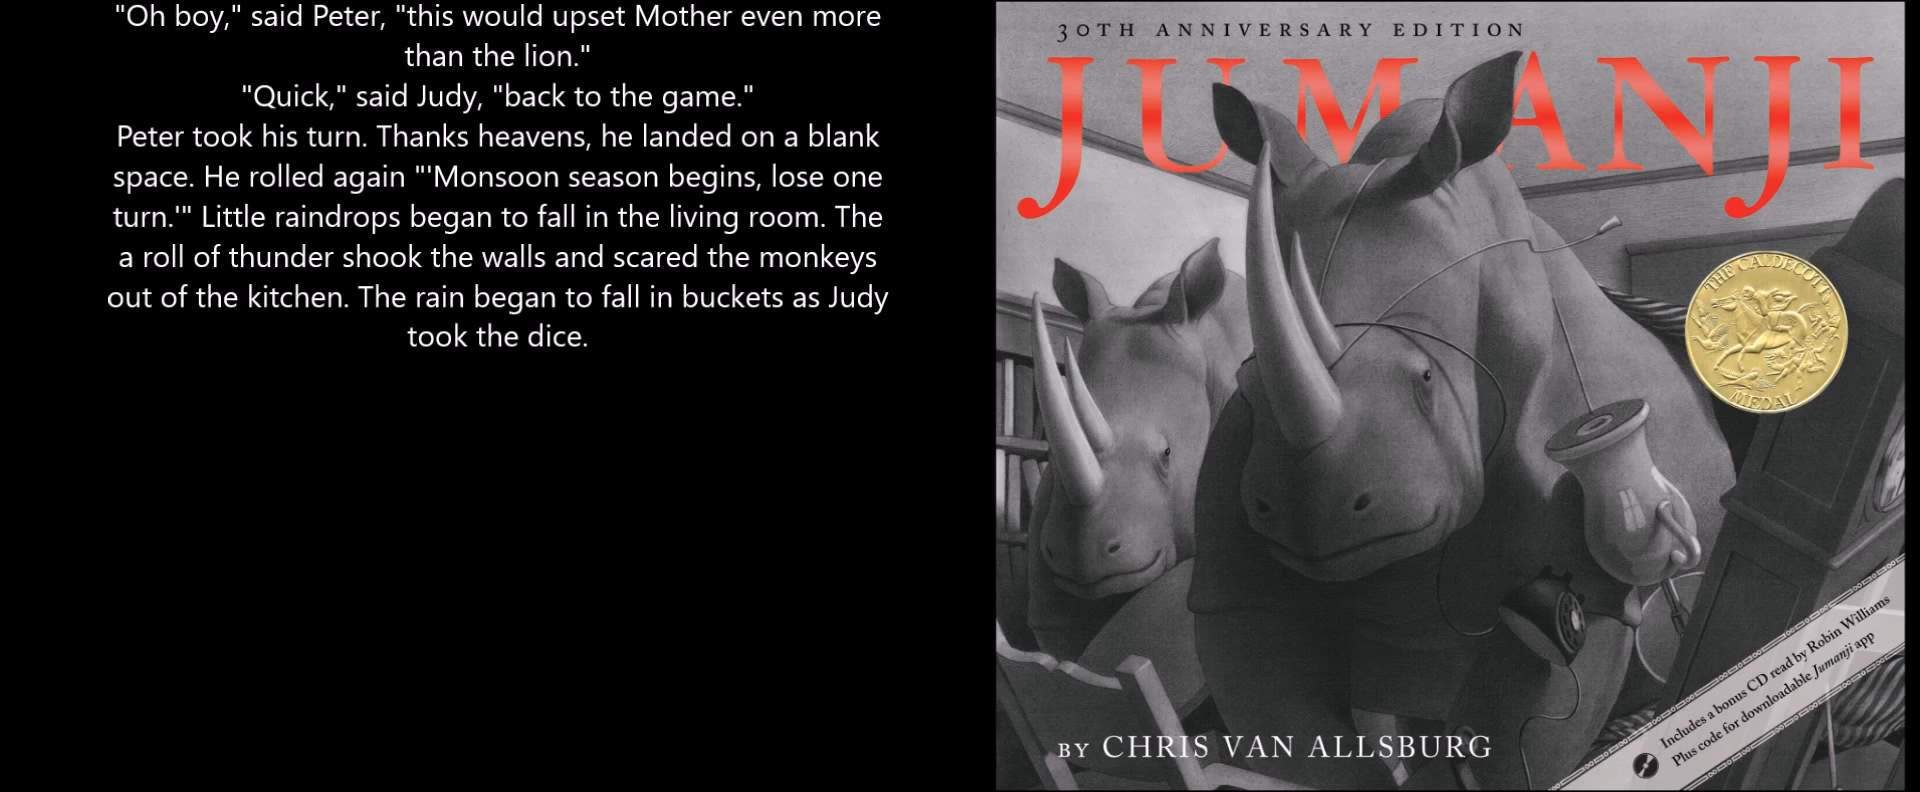 "Oh boy," said Peter, "this would upset Mother even more
than the lion."
"Quick," said Judy, "back to the game."
Peter took his turn. Thanks heavens, he landed on a blank
space. He rolled again "'Monsoon season begins, lose one
turn.'" Little raindrops began to fall in the living room. The
a roll of thunder shook the walls and scared the monkeys
out of the kitchen. The rain began to fall in buckets as Judy
took the dice.
30TH ANNIVERSARY EDITION
JUMANJI
THE CALDECOTT
MEDAL
Includes a bonus CD read by Robin Williams
Plus code for downloadable Jumanji app
BY CHRIS VAN ALLSBURG